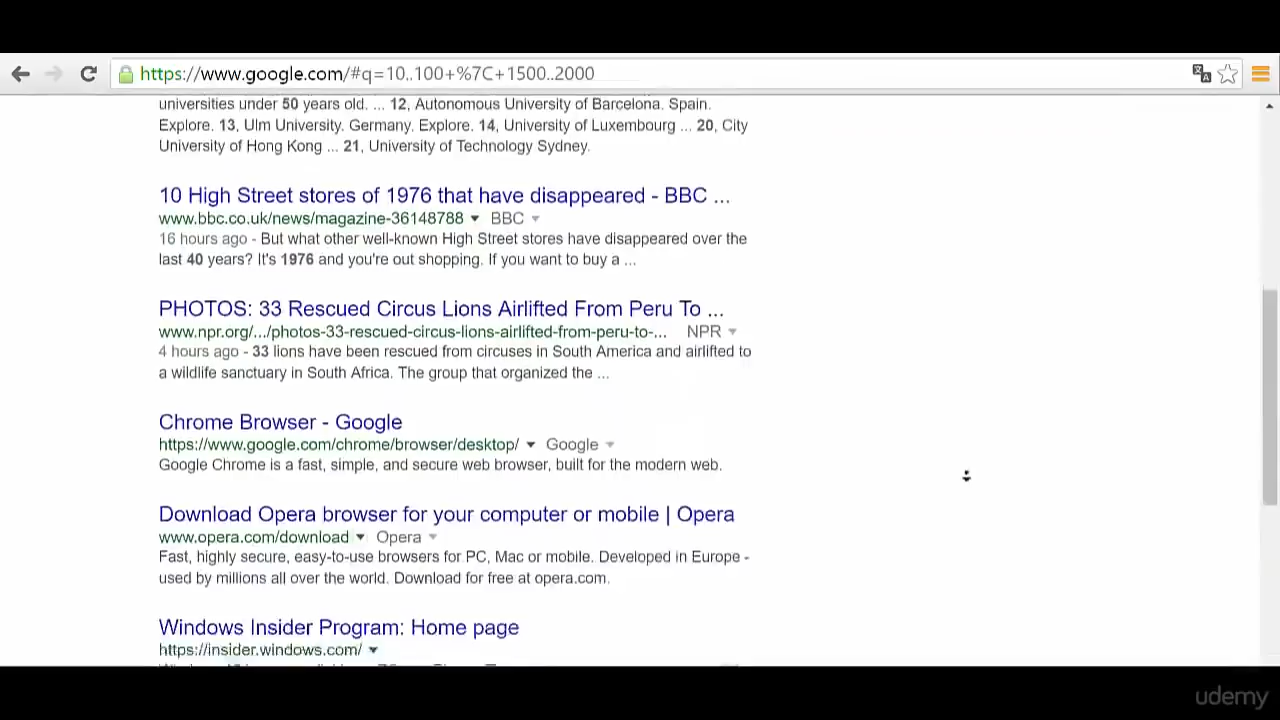 https://www.google.com/#q=10..100+%7C+1500..2000
universities under 50 years old. ... 12, Autonomous University of Barcelona. Spain.
Explore. 13, Ulm University. Germany. Explore. 14, University of Luxembourg ... 20, City
University of Hong Kong ... 21, University of Technology Sydney.
10 High Street stores of 1976 that have disappeared - BBC ...
www.bbc.co.uk/news/magazine-36148788 BBC
16 hours ago - But what other well-known High Street stores have disappeared over the
last 40 years? It's 1976 and you're out shopping. If you want to buy a ...
PHOTOS: 33 Rescued Circus Lions Airlifted From Peru To ...
www.npr.org/.../photos-33-rescued-circus-lions-airlifted-from-peru-to-... NPR
4 hours ago - 33 lions have been rescued from circuses in South America and airlifted to
a wildlife sanctuary in South Africa. The group that organized the ...
Chrome Browser - Google
https://www.google.com/chrome/browser/desktop/ Google
Google Chrome is a fast, simple, and secure web browser, built for the modern web.
Download Opera browser for your computer or mobile | Opera
www.opera.com/download Opera
Fast, highly secure, easy-to-use browsers for PC, Mac or mobile. Developed in Europe -
used by millions all over the world. Download for free at opera.com.
Windows Insider Program: Home page
https://insider.windows.com/
udemy